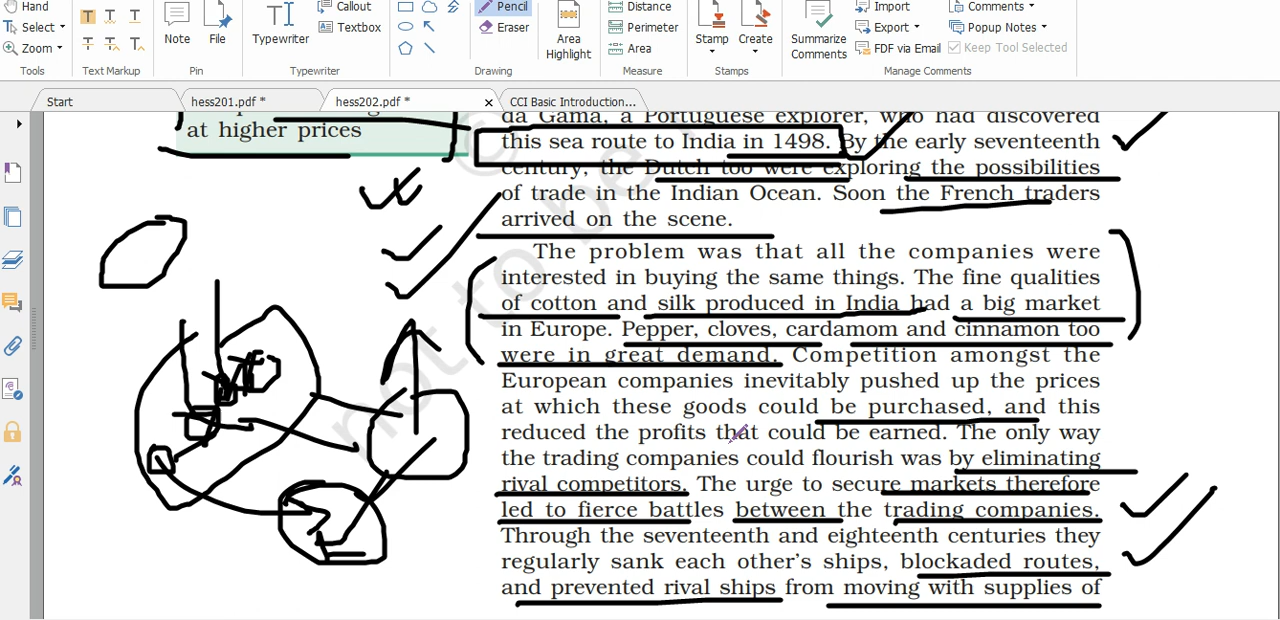 Hand
Select
Zoom
Tools
Text Markup
Note
File
Pin
Typewriter
Callout
Textbox
Typewriter
Pencil
Eraser
Drawing
Area
Highlight
Distance
Perimeter
Area
Measure
Stamp
Create
Stamps
Summarize
Comments
Import
Export
FDF via Email
Comments
Popup Notes
Keep Tool Selected
Manage Comments
Start
hess201.pdf *
hess202.pdf *
CCI Basic Introduction...
at higher prices
da Gama, a Portuguese explorer, who had discovered
this sea route to India in 1498. By the early seventeenth
century, the Dutch too were exploring the possibilities
of trade in the Indian Ocean. Soon the French traders
arrived on the scene.
The problem was that all the companies were
interested in buying the same things. The fine qualities
of cotton and silk produced in India had a big market
in Europe. Pepper, cloves, cardamom and cinnamon too
were in great demand. Competition amongst the
European companies inevitably pushed up the prices
at which these goods could be purchased, and this
reduced the profits that could be earned. The only way
the trading companies could flourish was by eliminating
rival competitors. The urge to secure markets therefore
led to fierce battles between the trading companies.
Through the seventeenth and eighteenth centuries they
regularly sank each other's ships, blockaded routes,
and prevented rival ships from moving with supplies of
© not to be